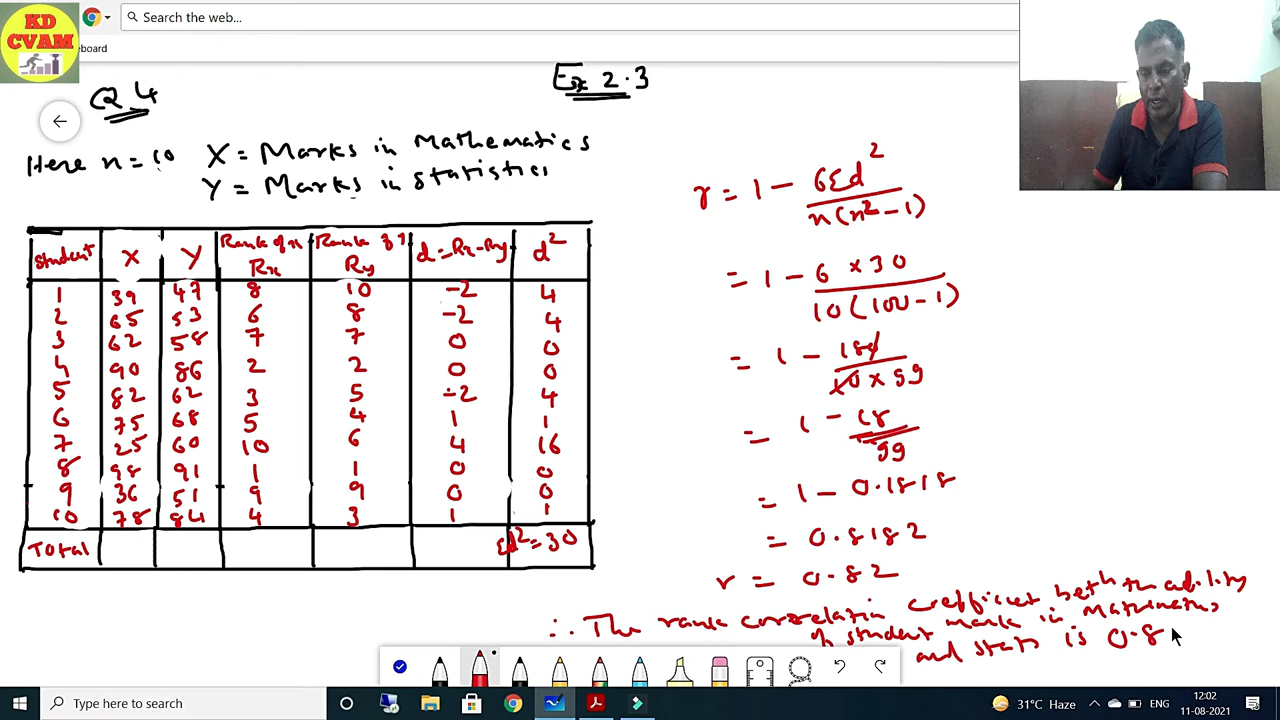 KD
CVAM
Search the web...
eboard
Ex 2.3
Q 4
Here n=10 X = Marks in Mathematics
Y = Marks in statistics
Student X Y Rank of x Rx Rank of y Ry d=Rx-Ry d²
1 39 47 8 10 -2 4
2 65 53 6 8 -2 4
3 62 58 7 7 0 0
4 90 86 2 2 0 0
5 82 62 3 5 -2 4
6 75 68 5 4 1 1
7 25 60 10 6 4 16
8 98 91 1 1 0 0
9 36 51 9 9 0 0
10 78 84 4 3 1 1
Total Σd²=30
r = 1 - 6Σd² / n(n²-1)
= 1 - 6 × 30 / 10(100-1)
= 1 - 180 / 10 × 99
= 1 - 18 / 99
= 1 - 0.1818
= 0.8182
r = 0.82
∴ The rank correlation coefficient beth the ability
of student mark in Mathematics
and stats is 0.8
Type here to search
31°C Haze
ENG
12:02
11-08-2021